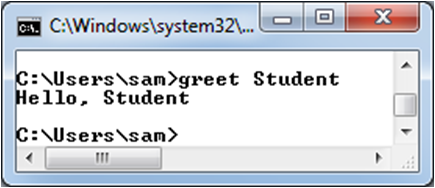 C:\Windows\system32\...
C:\Users\sam>greet Student
Hello, Student
C:\Users\sam>